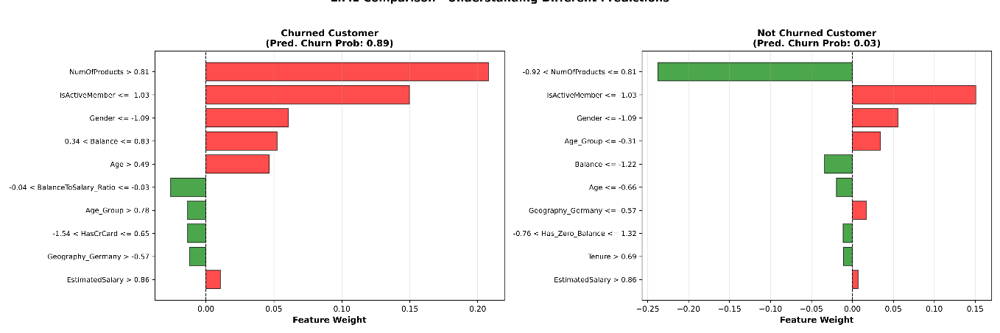 Churned Customer
(Pred. Churn Prob: 0.89)
NumOfProducts > 0.81
IsActiveMember <= -1.03
Gender <= -1.09
0.34 < Balance <= 0.83
Age > 0.49
-0.04 < BalanceToSalary_Ratio <= -0.03
Age_Group > 0.78
-1.54 < HasCrCard <= 0.65
Geography_Germany > -0.57
EstimatedSalary > 0.86
0.00 0.05 0.10 0.15 0.20
Feature Weight
Not Churned Customer
(Pred. Churn Prob: 0.03)
-0.92 < NumOfProducts <= 0.81
IsActiveMember <= -1.03
Gender <= -1.09
Age_Group <= -0.31
Balance <= -1.22
Age <= -0.66
Geography_Germany <= -0.57
-0.76 < Has_Zero_Balance <= 1.32
Tenure > 0.69
EstimatedSalary > 0.86
−0.25 −0.20 −0.15 −0.10 −0.05 0.00 0.05 0.10 0.15
Feature Weight